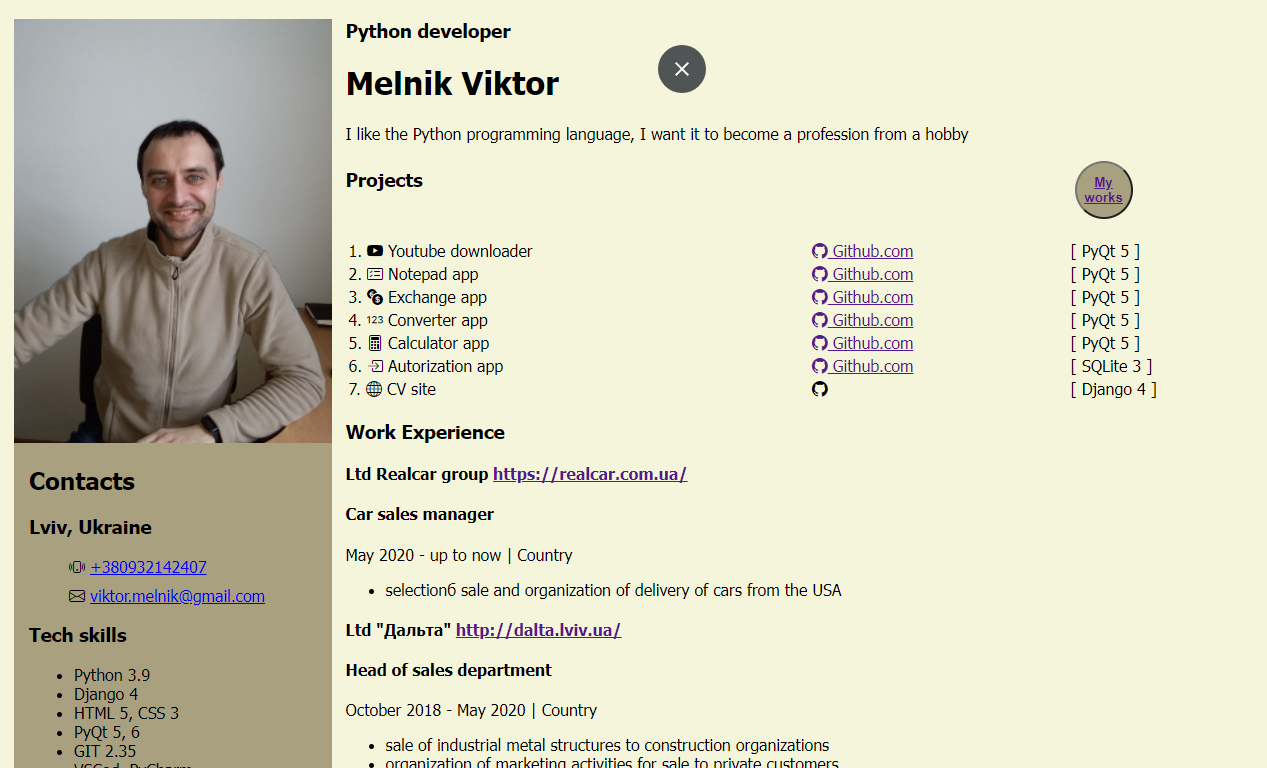 Python developer
Melnik Viktor
I like the Python programming language, I want it to become a profession from a hobby
Projects
My
works
1. Youtube downloader Github.com [ PyQt 5 ]
2. Notepad app Github.com [ PyQt 5 ]
3. Exchange app Github.com [ PyQt 5 ]
4. 123 Converter app Github.com [ PyQt 5 ]
5. Calculator app Github.com [ PyQt 5 ]
6. Autorization app Github.com [ SQLite 3 ]
7. CV site [ Django 4 ]
Work Experience
Ltd Realcar group https://realcar.com.ua/
Car sales manager
May 2020 - up to now | Country
• selectionб sale and organization of delivery of cars from the USA
Ltd "Дальта" http://dalta.lviv.ua/
Head of sales department
October 2018 - May 2020 | Country
• sale of industrial metal structures to construction organizations
• organization of marketing activities for sale to private customers
Contacts
Lviv, Ukraine
+380932142407
viktor.melnik@gmail.com
Tech skills
• Python 3.9
• Django 4
• HTML 5, CSS 3
• PyQt 5, 6
• GIT 2.35
• VSCod, PyCharm